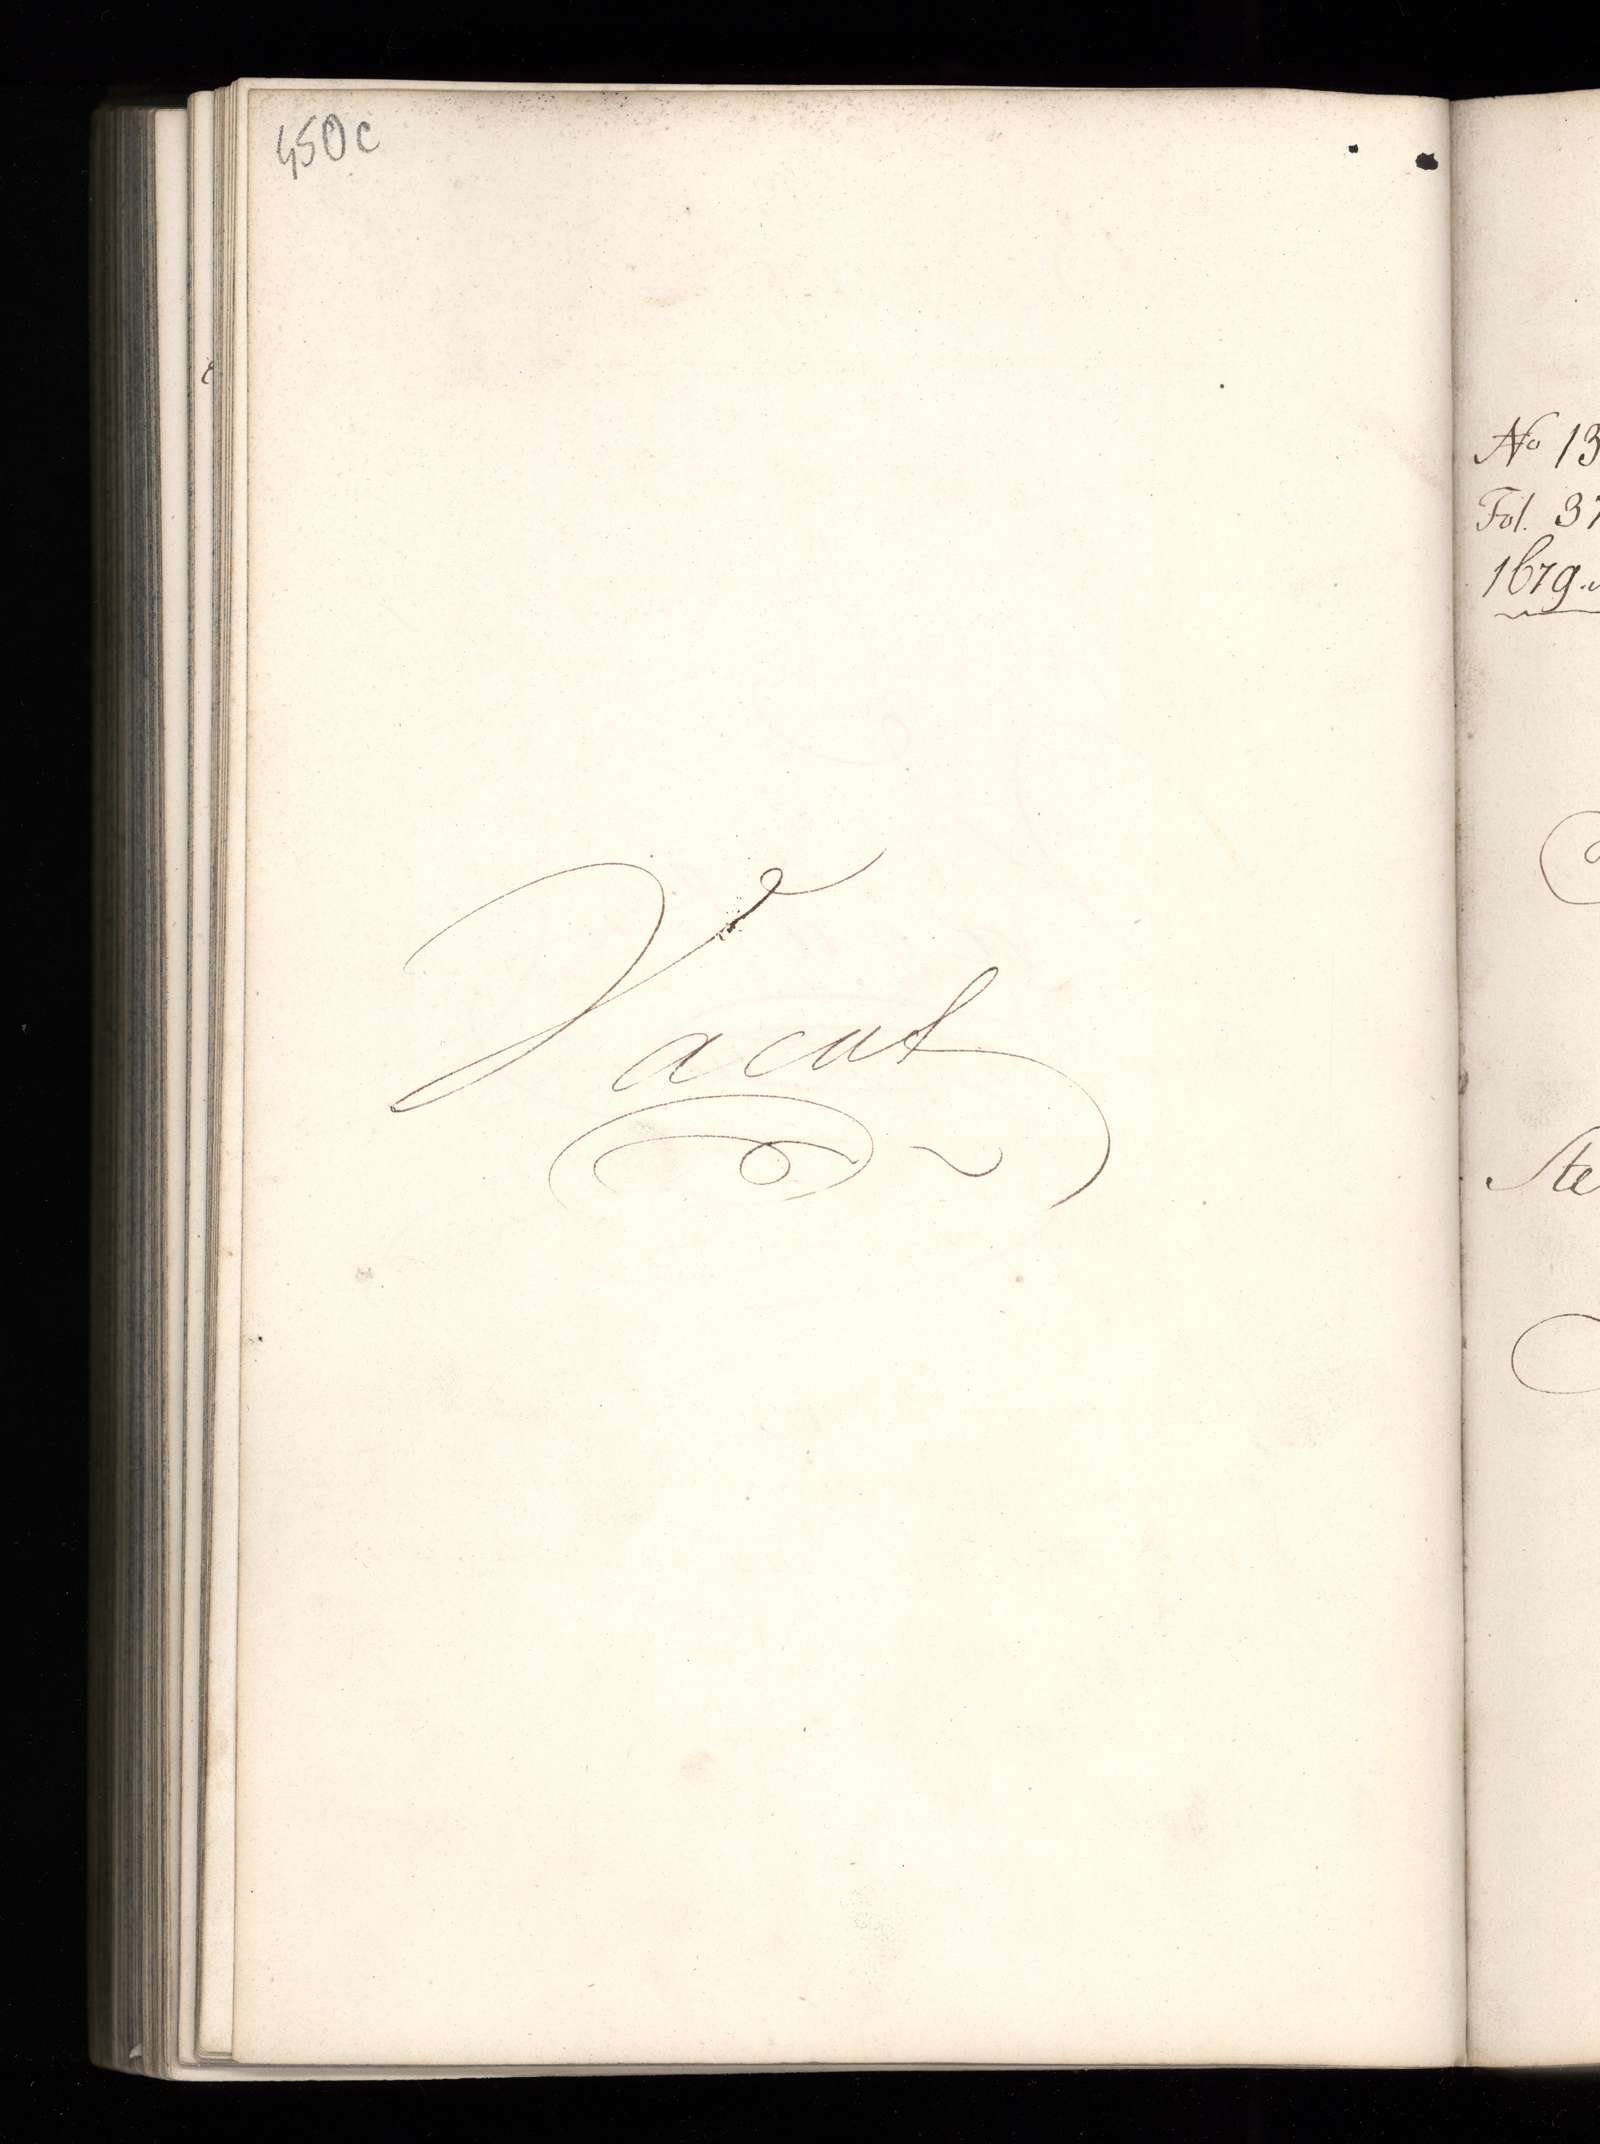 450c
Vacat
No 13
Fol. 37
1679.
Ste